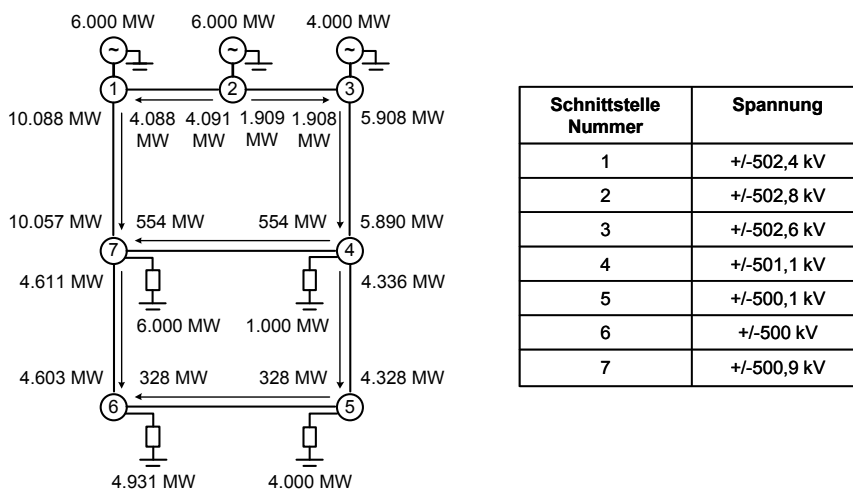 6.000 MW 6.000 MW 4.000 MW
~ ~ ~
1 2 3
10.088 MW 4.088 MW 4.091 MW 1.909 MW 1.908 MW 5.908 MW
10.057 MW 554 MW 554 MW 5.890 MW
7 4
4.611 MW 4.336 MW
6.000 MW 1.000 MW
4.603 MW 328 MW 328 MW 4.328 MW
6 5
4.931 MW 4.000 MW
Schnittstelle Nummer Spannung
1 +/-502,4 kV
2 +/-502,8 kV
3 +/-502,6 kV
4 +/-501,1 kV
5 +/-500,1 kV
6 +/-500 kV
7 +/-500,9 kV